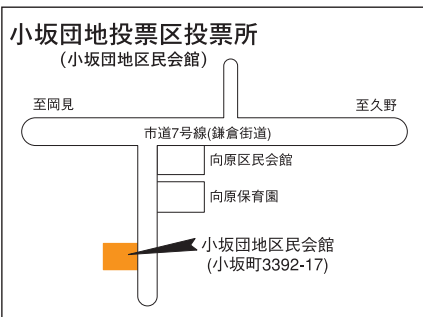 小坂団地投票区投票所
(小坂団地区民会館)
至岡見
至久野
市道7号線(鎌倉街道)
向原区民会館
向原保育園
小坂団地区民会館
(小坂町3392-17)